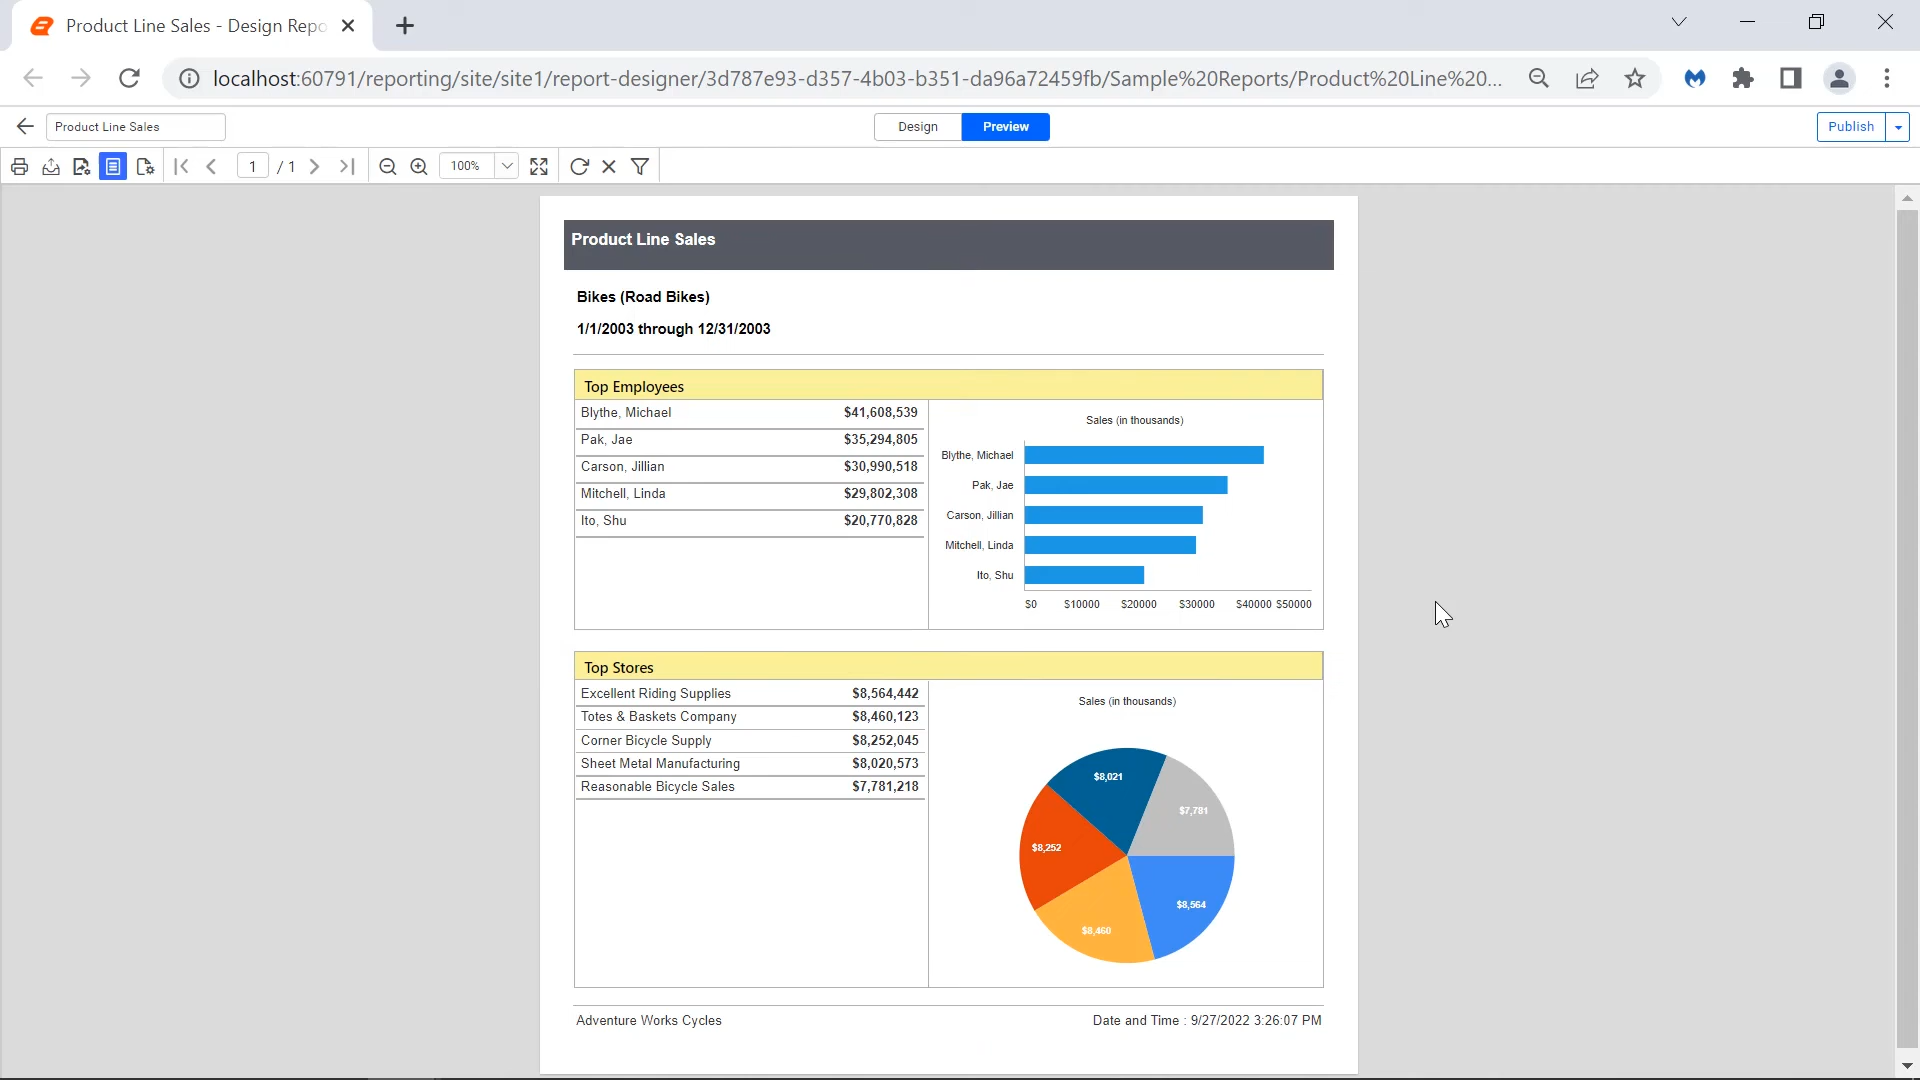 Product Line Sales - Design Repo
localhost:60791/reporting/site/site1/report-designer/3d787e93-d357-4b03-b351-da96a72459fb/Sample%20Reports/Product%20Line%20...
Product Line Sales
Design
Preview
Publish
1 / 1
100%
Product Line Sales
Bikes (Road Bikes)
1/1/2003 through 12/31/2003
Top Employees
Blythe, Michael $41,608,539
Pak, Jae $35,294,805
Carson, Jillian $30,990,518
Mitchell, Linda $29,802,308
Ito, Shu $20,770,828
Sales (in thousands)
Blythe, Michael
Pak, Jae
Carson, Jillian
Mitchell, Linda
Ito, Shu
$0 $10000 $20000 $30000 $40000 $50000
Top Stores
Excellent Riding Supplies $8,564,442
Totes & Baskets Company $8,460,123
Corner Bicycle Supply $8,252,045
Sheet Metal Manufacturing $8,020,573
Reasonable Bicycle Sales $7,781,218
Sales (in thousands)
$8,021
$7,781
$8,252
$8,564
$8,460
Adventure Works Cycles
Date and Time : 9/27/2022 3:26:07 PM